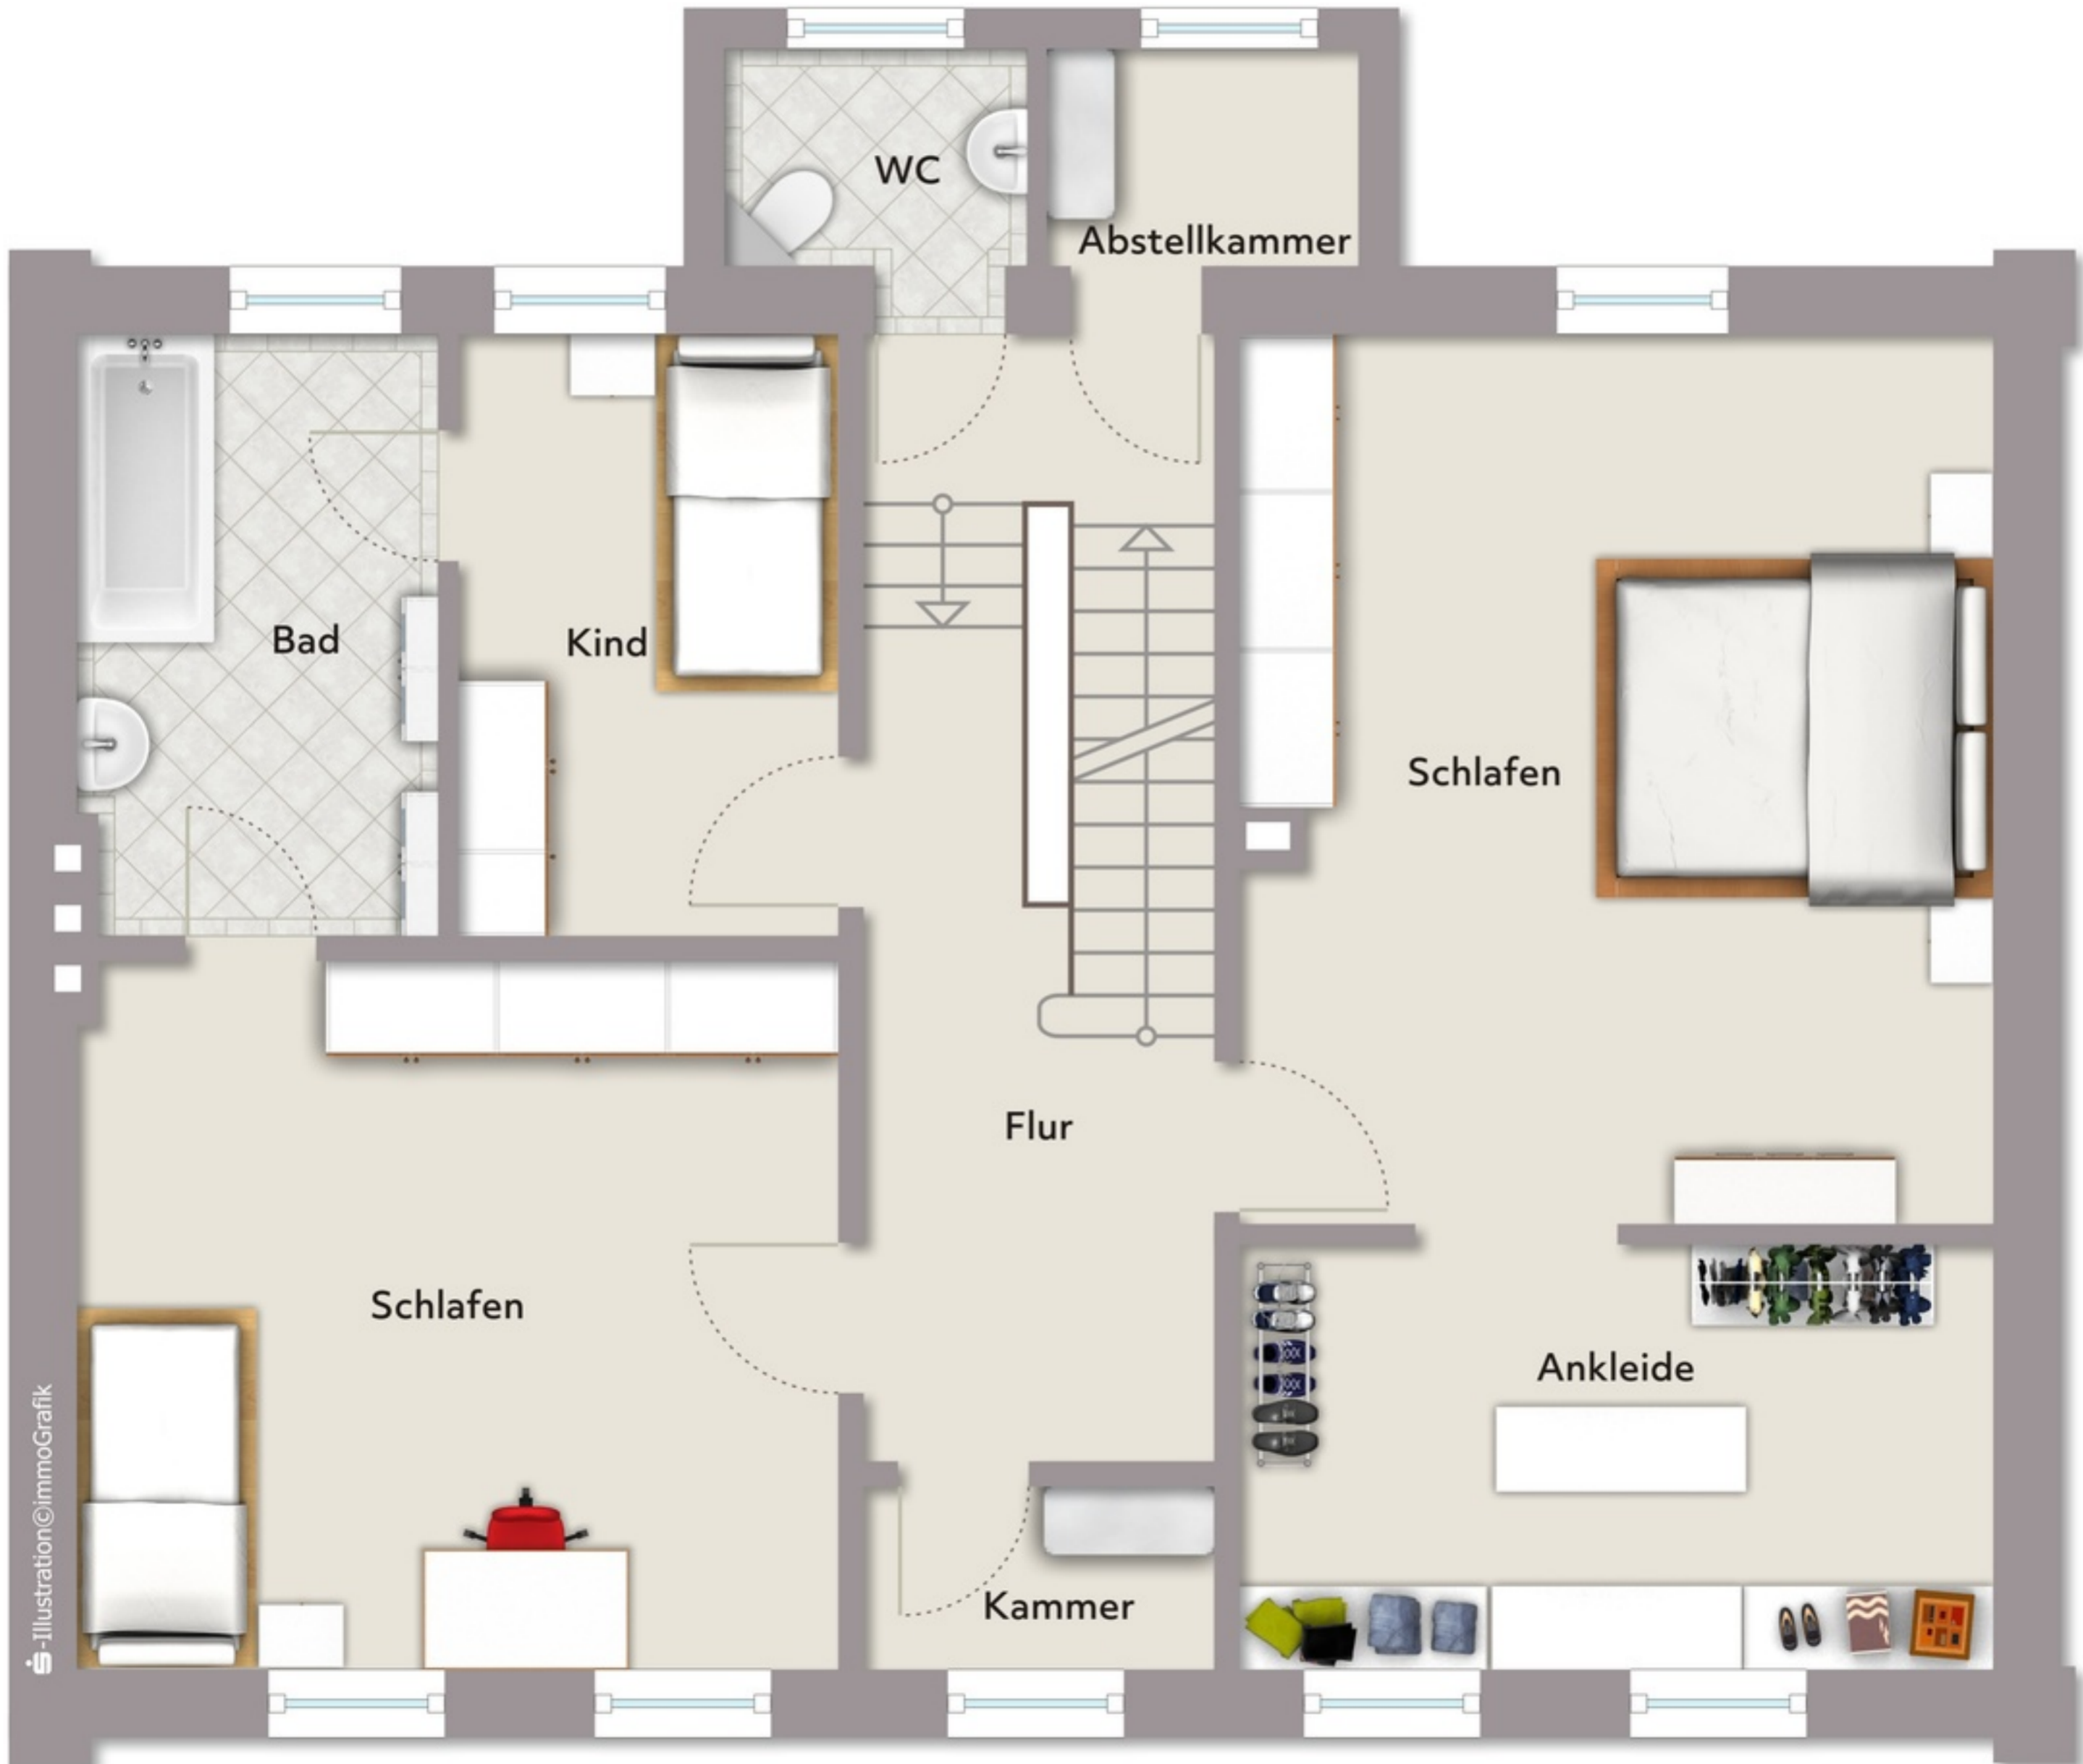 WC
Abstellkammer
Bad
Kind
Schlafen
Flur
Schlafen
Ankleide
Kammer
S-Illustration©immoGrafik